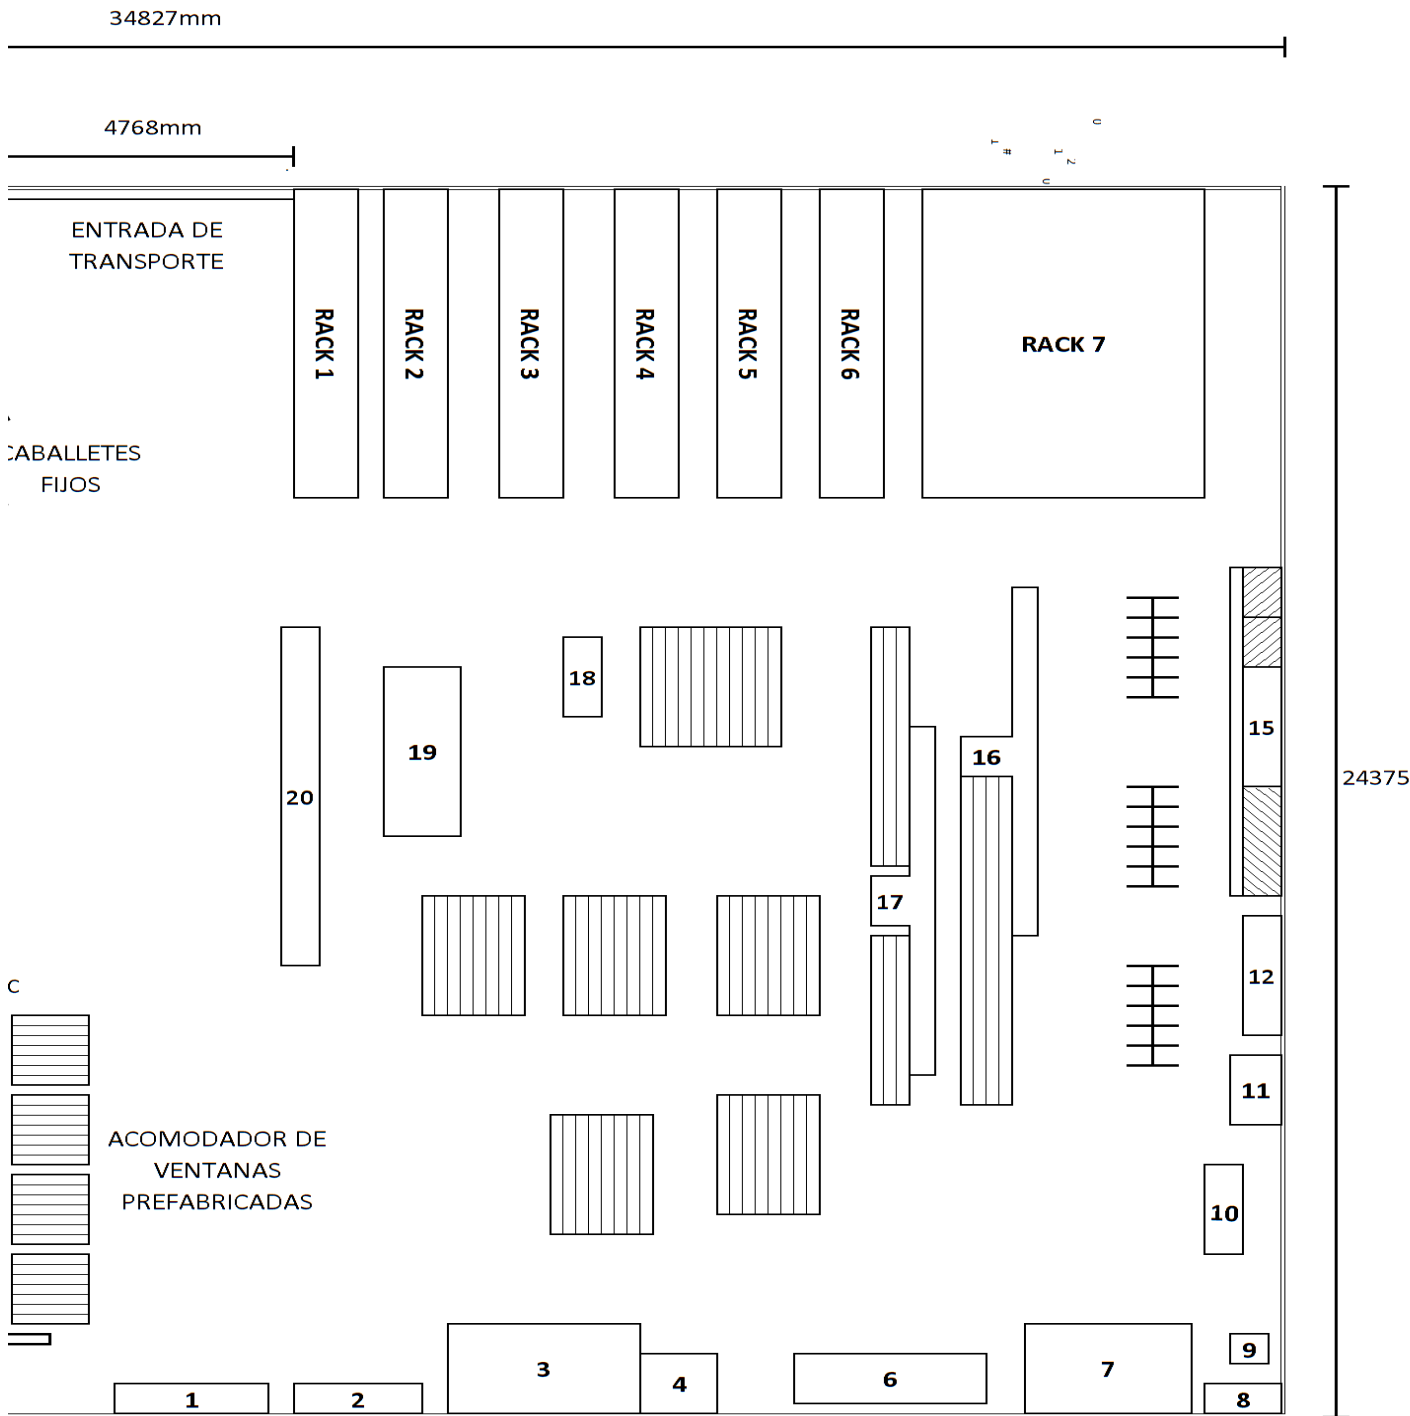 34827mm
4768mm
ENTRADA DE
TRANSPORTE
RACK 1
RACK 2
RACK 3
RACK 4
RACK 5
RACK 6
RACK 7
CABALLETES
FIJOS
18
15
16
19
24375
20
17
12
C
11
ACOMODADOR DE
VENTANAS
PREFABRICADAS
10
9
3
4
6
7
1
2
8